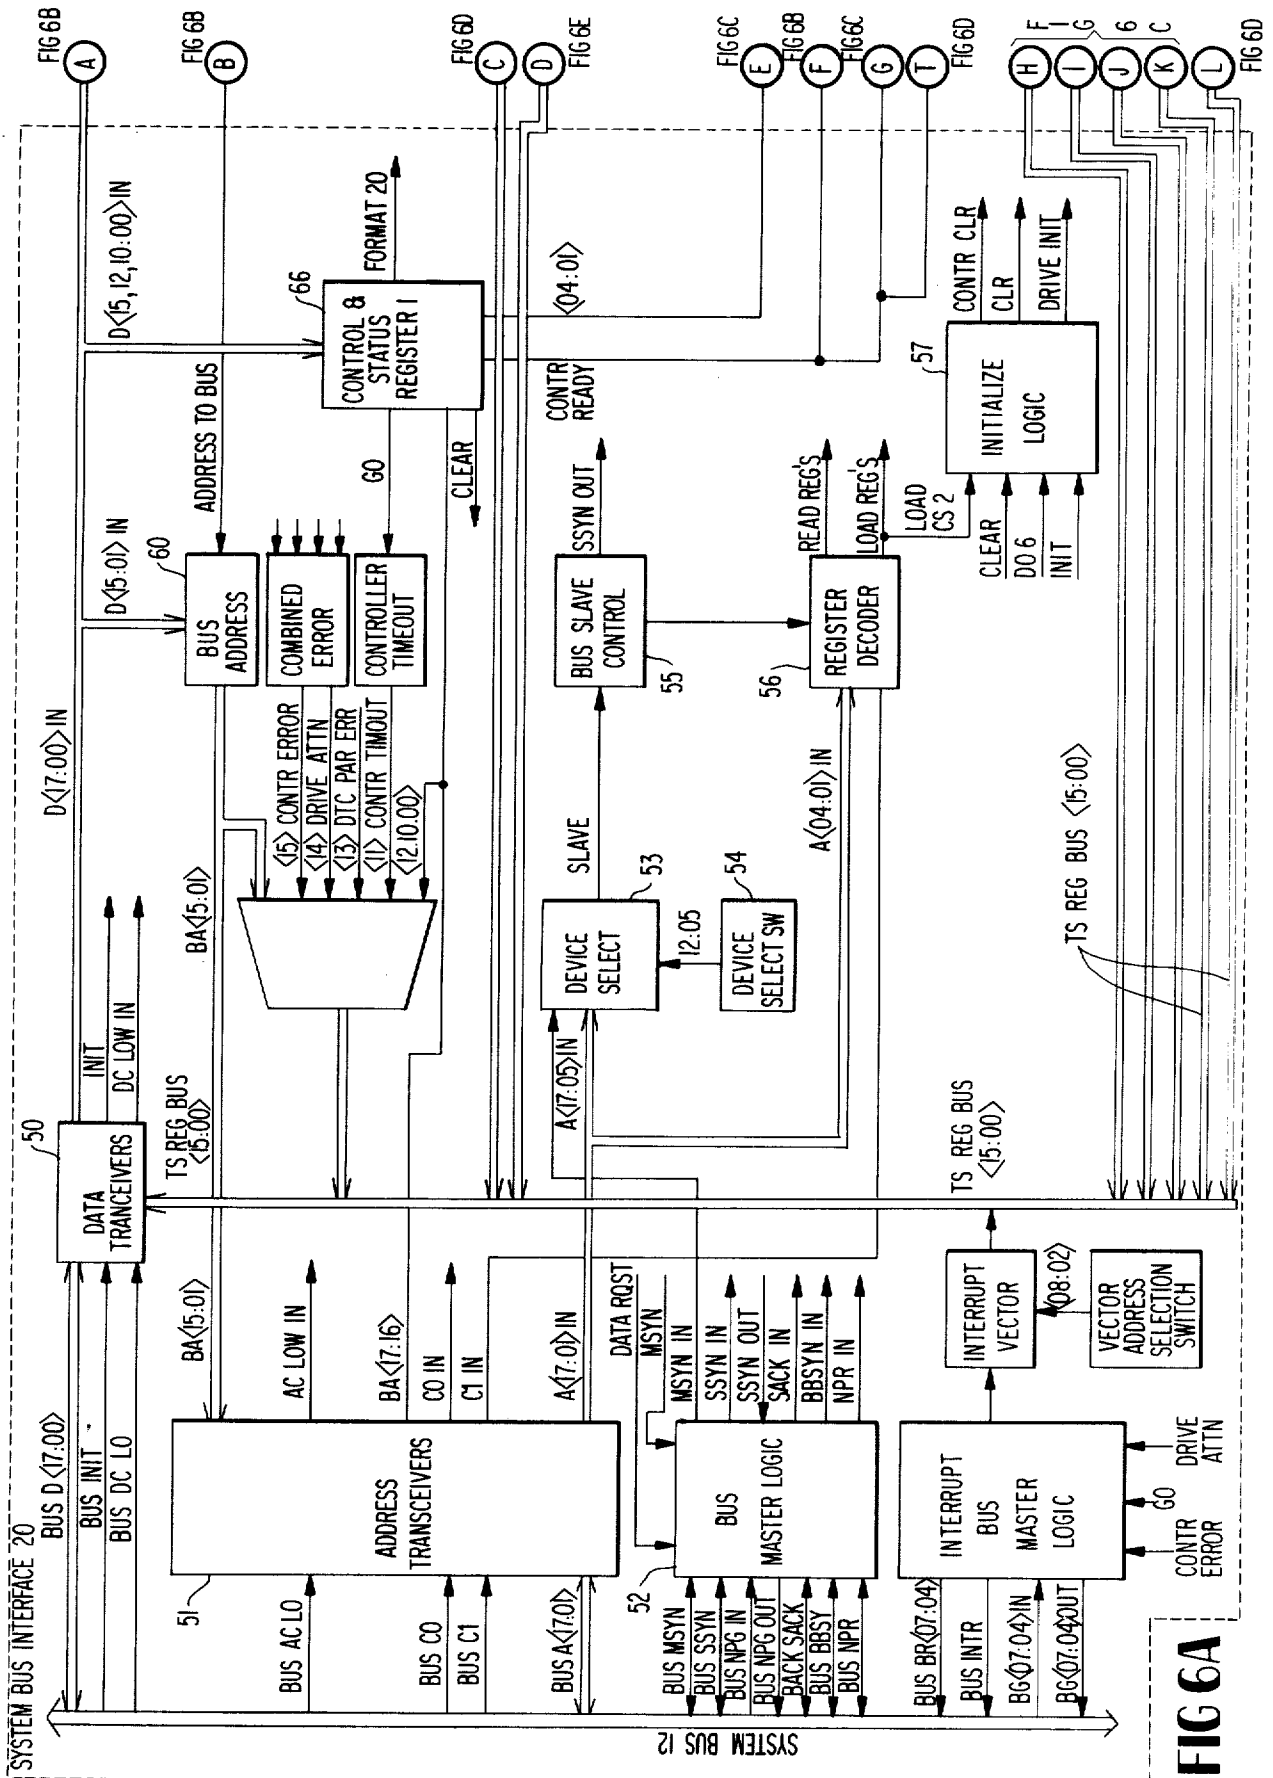 SYSTEM BUS INTERFACE 20
SYSTEM BUS 12
BUS D<17:00>
BUS INIT
BUS DC LO
50
DATA
TRANCEIVERS
INIT
DC LOW IN
D<17:00>IN
FIG 6B
A
BUS AC LO
BUS C0
BUS C1
BUS A<17:01>
51
ADDRESS
TRANSCEIVERS
BA<15:01>
AC LOW IN
BA<17:16>
C0 IN
C1 IN
A<17:01>IN
TS REG BUS
<15:00>
BA<15:01>
D<15:01>IN
60
BUS
ADDRESS
ADDRESS TO BUS
FIG 6B
B
COMBINED
ERROR
CONTROLLER
TIMEOUT
<15> CONTR ERROR
<14> DRIVE ATTN
<13> DTC PAR ERR
<11> CONTR TIMOUT
<12.10.00>
GO
CLEAR
D<15,12,10:00>IN
66
CONTROL &
STATUS
REGISTER 1
FORMAT 20
<04:01>
CONTR
READY
FIG 6D
C
D
FIG 6E
FIG 6C
E
FIG 6B
F
FIG 6C
G
T
FIG 6D
BUS MSYN
BUS SSYN
BUS NPG IN
BUS NPG OUT
BACK SACK
BUS BBSY
BUS NPR
52
BUS
MASTER LOGIC
DATA RQST
MSYN
MSYN IN
SSYN IN
SSYN OUT
SACK IN
BBSYN IN
NPR IN
A<17:05>IN
53
DEVICE
SELECT
SLAVE
12:05
54
DEVICE
SELECT SW
55
BUS SLAVE
CONTROL
SSYN OUT
A<04:01>IN
56
REGISTER
DECODER
READ REG'S
LOAD REG'S
LOAD
CS 2
CLEAR
D0 6
INIT
57
INITIALIZE
LOGIC
CONTR CLR
CLR
DRIVE INIT
BUS BR<07:04>
BUS INTR
BG<07:04>IN
BG<07:04>OUT
INTERRUPT
BUS
MASTER
LOGIC
CONTR
ERROR
GO
DRIVE
ATTN
INTERRUPT
VECTOR
<08:02>
VECTOR
ADDRESS
SELECTION
SWITCH
TS REG BUS
<15:00>
TS REG BUS <15:00>
FIG 6C
H
I
J
K
L
FIG 6D
FIG 6A